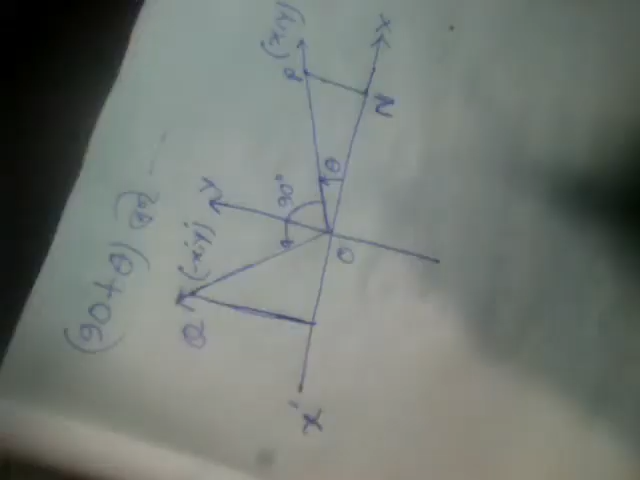 (90+θ)
Y
Q
(-x,y)
90°
P (x,y)
θ
X'
O
N
X